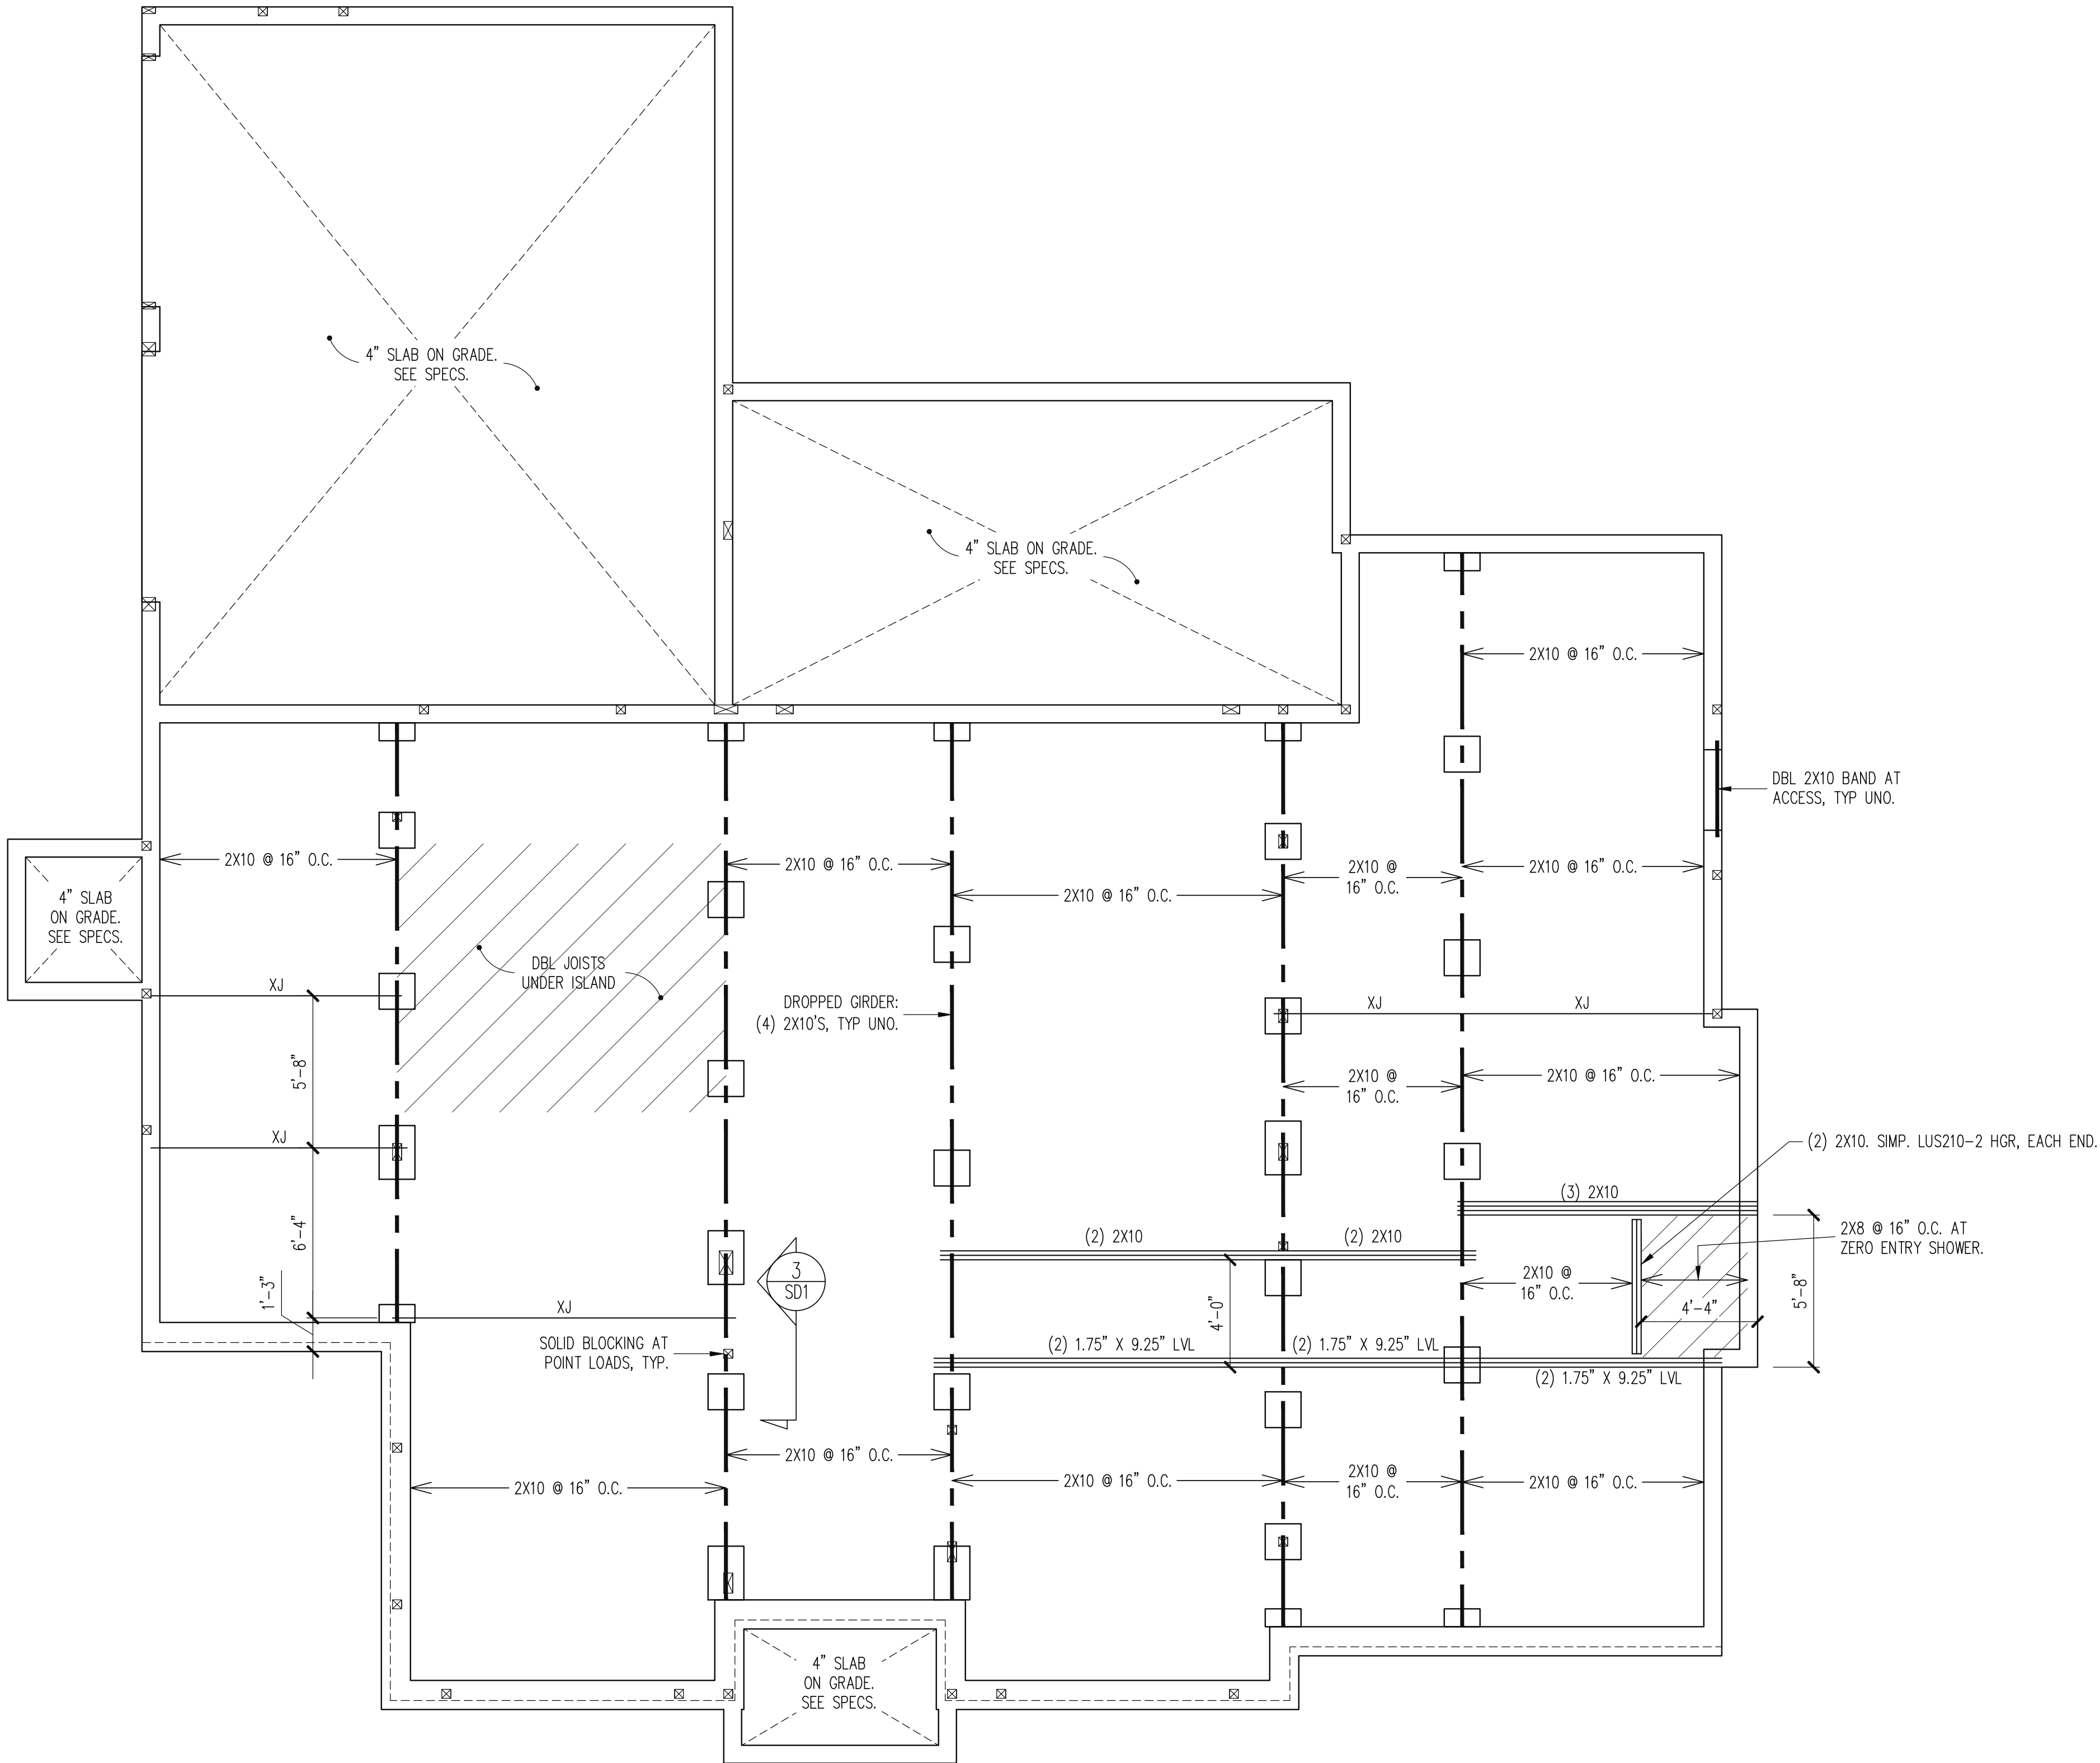 4" SLAB ON GRADE.
SEE SPECS.
4" SLAB ON GRADE.
SEE SPECS.
2X10 @ 16" O.C.
DBL 2X10 BAND AT
ACCESS, TYP UNO.
2X10 @ 16" O.C.
2X10 @ 16" O.C.
2X10 @
16" O.C.
2X10 @ 16" O.C.
2X10 @ 16" O.C.
4" SLAB
ON GRADE.
SEE SPECS.
DBL JOISTS
UNDER ISLAND
XJ
DROPPED GIRDER:
(4) 2X10'S, TYP UNO.
XJ
XJ
5'-8"
2X10 @
16" O.C.
2X10 @ 16" O.C.
XJ
(2) 2X10. SIMP. LUS210-2 HGR, EACH END.
(3) 2X10
6'-4"
(2) 2X10
(2) 2X10
2X8 @ 16" O.C. AT
ZERO ENTRY SHOWER.
3
SD1
2X10 @
16" O.C.
1'-3"
XJ
4'-0"
4'-4"
5'-8"
SOLID BLOCKING AT
POINT LOADS, TYP.
(2) 1.75" X 9.25" LVL
(2) 1.75" X 9.25" LVL
(2) 1.75" X 9.25" LVL
2X10 @ 16" O.C.
2X10 @ 16" O.C.
2X10 @ 16" O.C.
2X10 @
16" O.C.
2X10 @ 16" O.C.
4" SLAB
ON GRADE.
SEE SPECS.